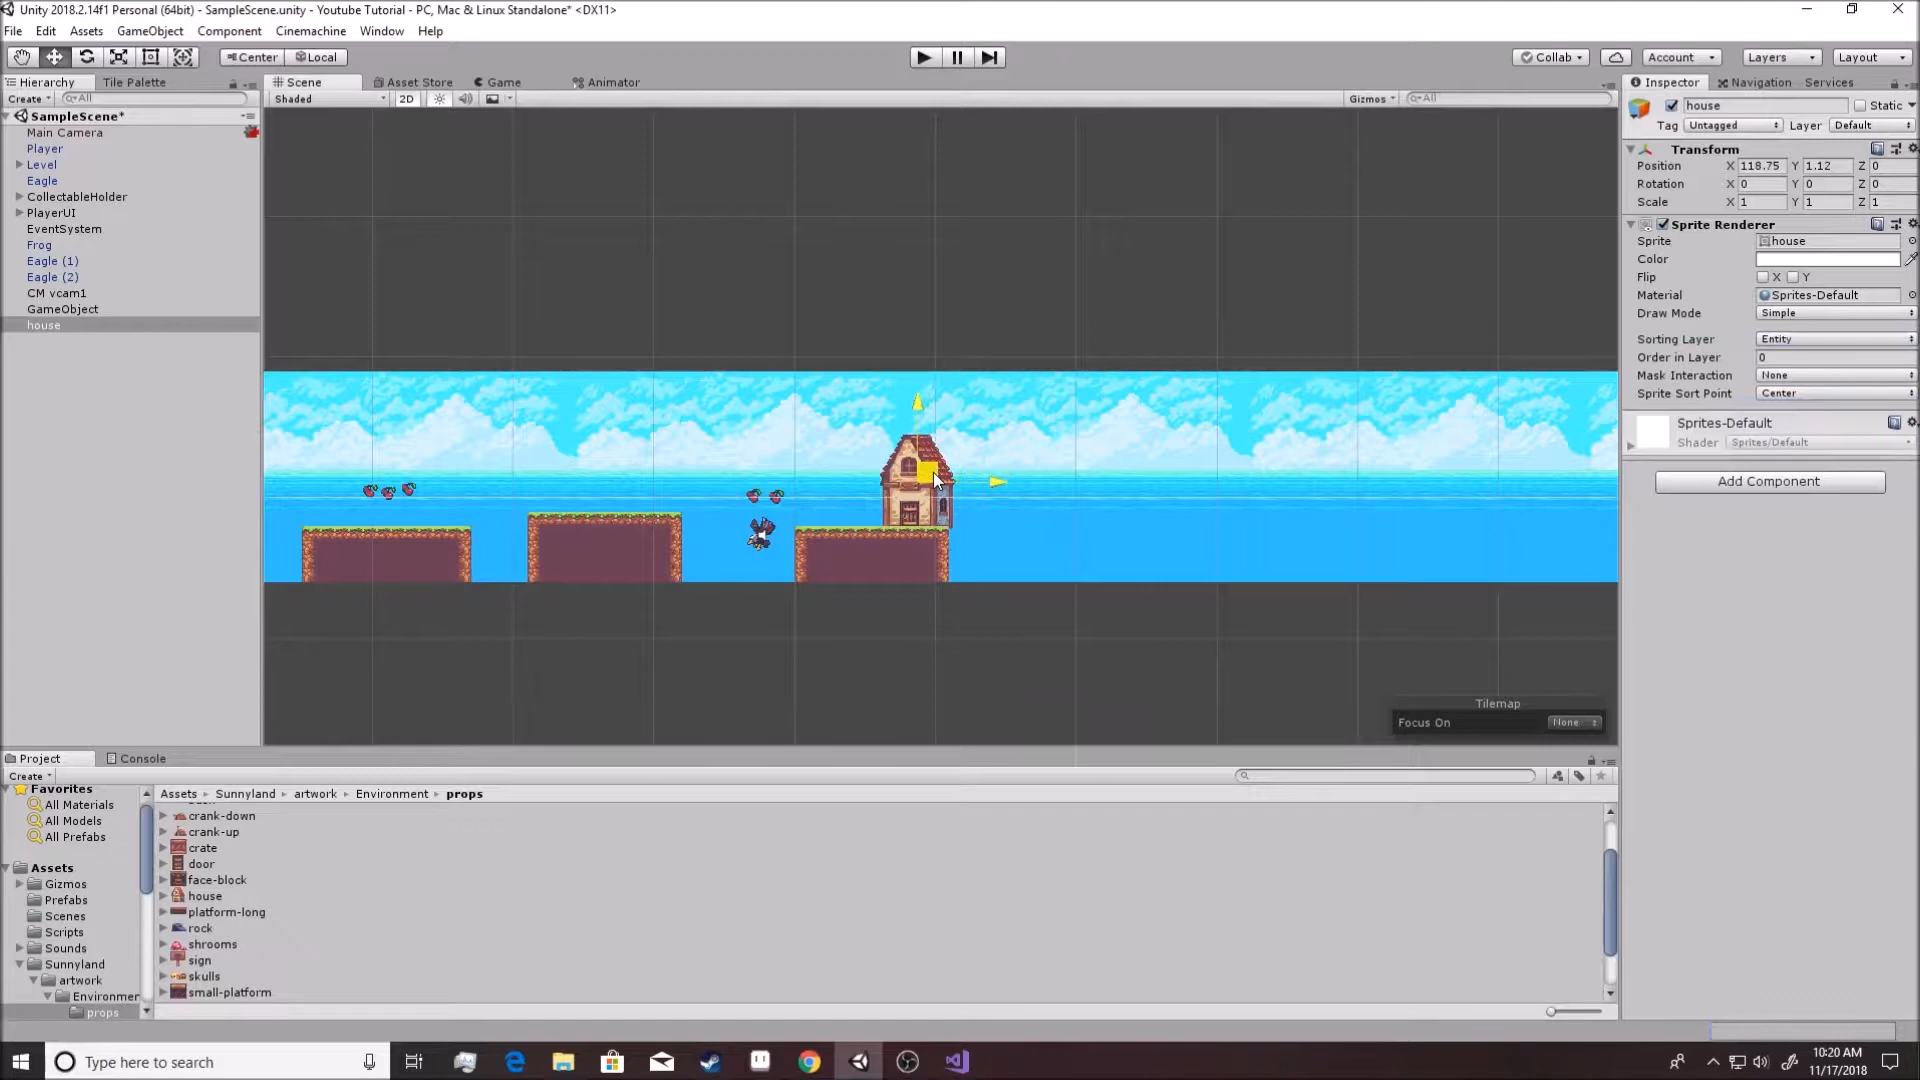 Unity 2018.2.14f1 Personal (64bit) - SampleScene.unity - Youtube Tutorial - PC, Mac & Linux Standalone* <DX11>
File Edit Assets GameObject Component Cinemachine Window Help
Center Local Collab Account Layers Layout
Hierarchy Tile Palette Scene Asset Store Game Animator Inspector Navigation Services
Create All Shaded 2D Gizmos All
house Static
Tag Untagged Layer Default
SampleScene*
Main Camera
Player
Level
Eagle
CollectableHolder
PlayerUI
EventSystem
Frog
Eagle (1)
Eagle (2)
CM vcam1
GameObject
house
Transform
Position X 118.75 Y 1.12 Z 0
Rotation X 0 Y 0 Z 0
Scale X 1 Y 1 Z 1
Sprite Renderer
Sprite house
Color
Flip X Y
Material Sprites-Default
Draw Mode Simple
Sorting Layer Entity
Order in Layer 0
Mask Interaction None
Sprite Sort Point Center
Sprites-Default
Shader Sprites/Default
Add Component
Tilemap
Focus On None
Project Console
Create
Favorites
All Materials
All Models
All Prefabs
Assets
Gizmos
Prefabs
Scenes
Scripts
Sounds
Sunnyland
artwork
Environmer
props
Assets Sunnyland artwork Environment props
crank-down
crank-up
crate
door
face-block
house
platform-long
rock
shrooms
sign
skulls
small-platform
Type here to search
10:20 AM
11/17/2018